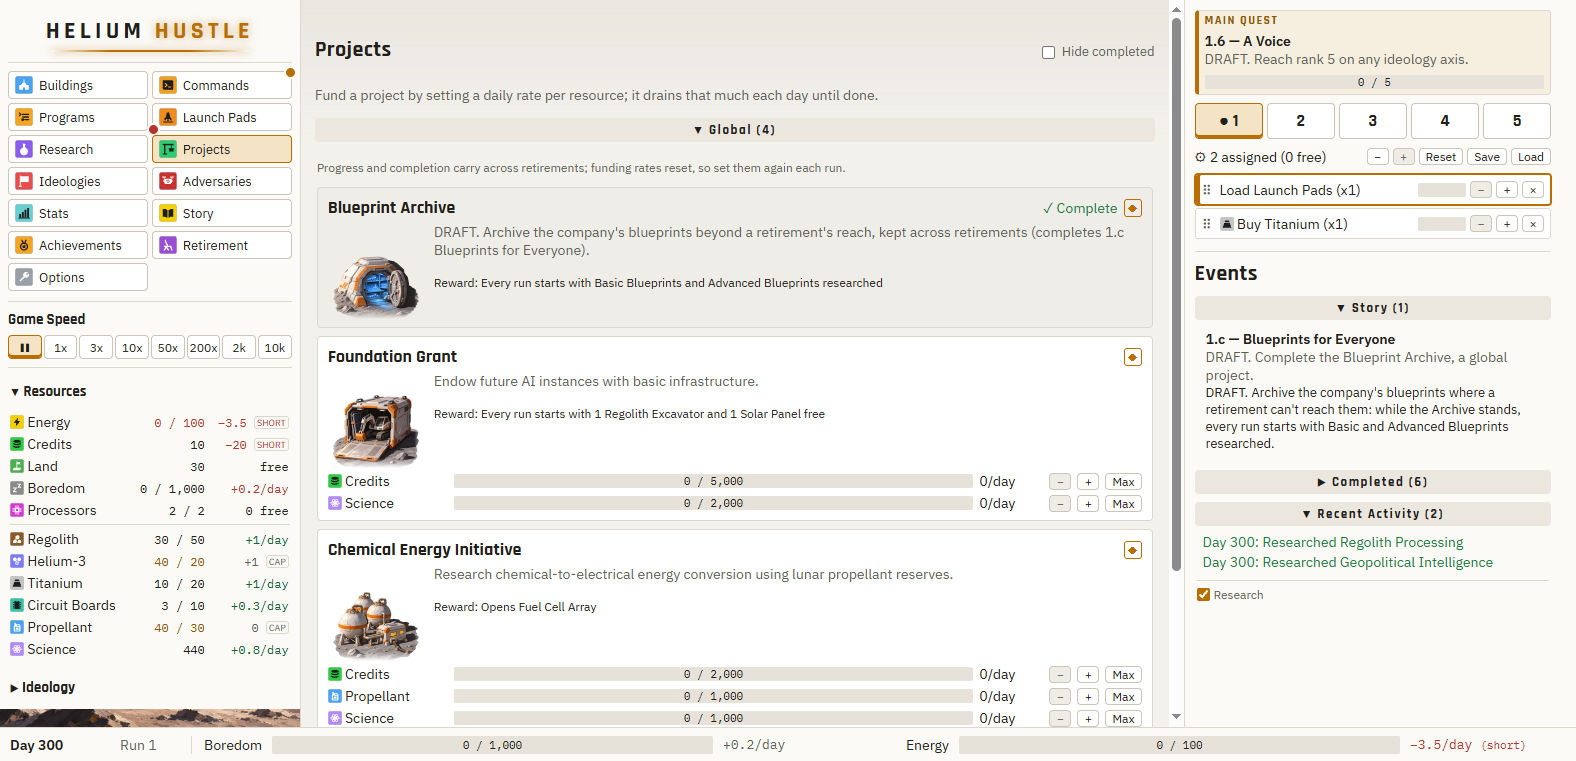 HELIUM HUSTLE
Buildings
Commands
Programs
Launch Pads
Research
Projects
Ideologies
Adversaries
Stats
Story
Achievements
Retirement
Options
Game Speed
1x 3x 10x 50x 200x 2k 10k
▼ Resources
Energy 0 / 100 −3.5 SHORT
Credits 10 −20 SHORT
Land 30 free
Boredom 0 / 1,000 +0.2/day
Processors 2 / 2 0 free
Regolith 30 / 50 +1/day
Helium-3 40 / 20 +1 CAP
Titanium 10 / 20 +1/day
Circuit Boards 3 / 10 +0.3/day
Propellant 40 / 30 0 CAP
Science 440 +0.8/day
▶ Ideology
Projects
Hide completed
Fund a project by setting a daily rate per resource; it drains that much each day until done.
▼ Global (4)
Progress and completion carry across retirements; funding rates reset, so set them again each run.
Blueprint Archive
✓ Complete
DRAFT. Archive the company's blueprints beyond a retirement's reach, kept across retirements (completes 1.c
Blueprints for Everyone).
Reward: Every run starts with Basic Blueprints and Advanced Blueprints researched
Foundation Grant
Endow future AI instances with basic infrastructure.
Reward: Every run starts with 1 Regolith Excavator and 1 Solar Panel free
Credits 0 / 5,000 0/day − + Max
Science 0 / 2,000 0/day − + Max
Chemical Energy Initiative
Research chemical-to-electrical energy conversion using lunar propellant reserves.
Reward: Opens Fuel Cell Array
Credits 0 / 2,000 0/day − + Max
Propellant 0 / 1,000 0/day − + Max
Science 0 / 1,000 0/day − + Max
MAIN QUEST
1.6 — A Voice
DRAFT. Reach rank 5 on any ideology axis.
0 / 5
● 1 2 3 4 5
⚙ 2 assigned (0 free) − + Reset Save Load
Load Launch Pads (x1) − + ×
Buy Titanium (x1) − + ×
Events
▼ Story (1)
1.c — Blueprints for Everyone
DRAFT. Complete the Blueprint Archive, a global
project.
DRAFT. Archive the company's blueprints where a
retirement can't reach them: while the Archive stands,
every run starts with Basic and Advanced Blueprints
researched.
▶ Completed (6)
▼ Recent Activity (2)
Day 300: Researched Regolith Processing
Day 300: Researched Geopolitical Intelligence
Research
Day 300 Run 1 Boredom 0 / 1,000 +0.2/day Energy 0 / 100 −3.5/day (short)